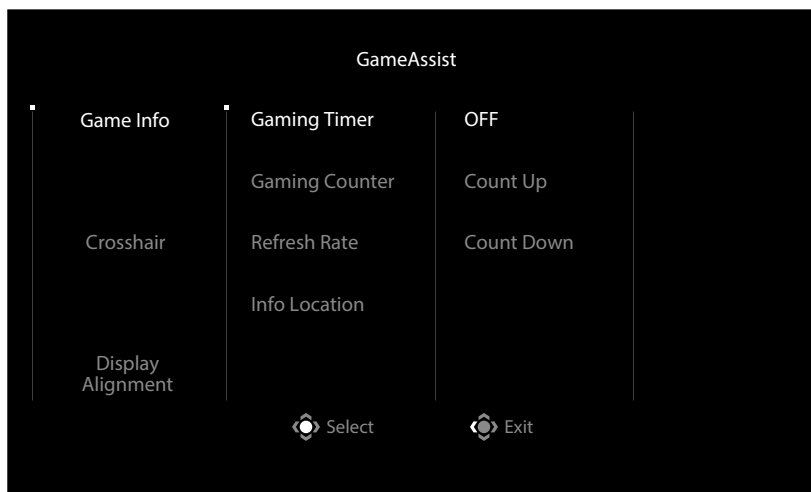 GameAssist
Game Info
Gaming Timer
OFF
Gaming Counter
Count Up
Crosshair
Refresh Rate
Count Down
Info Location
Display
Alignment
Select
Exit